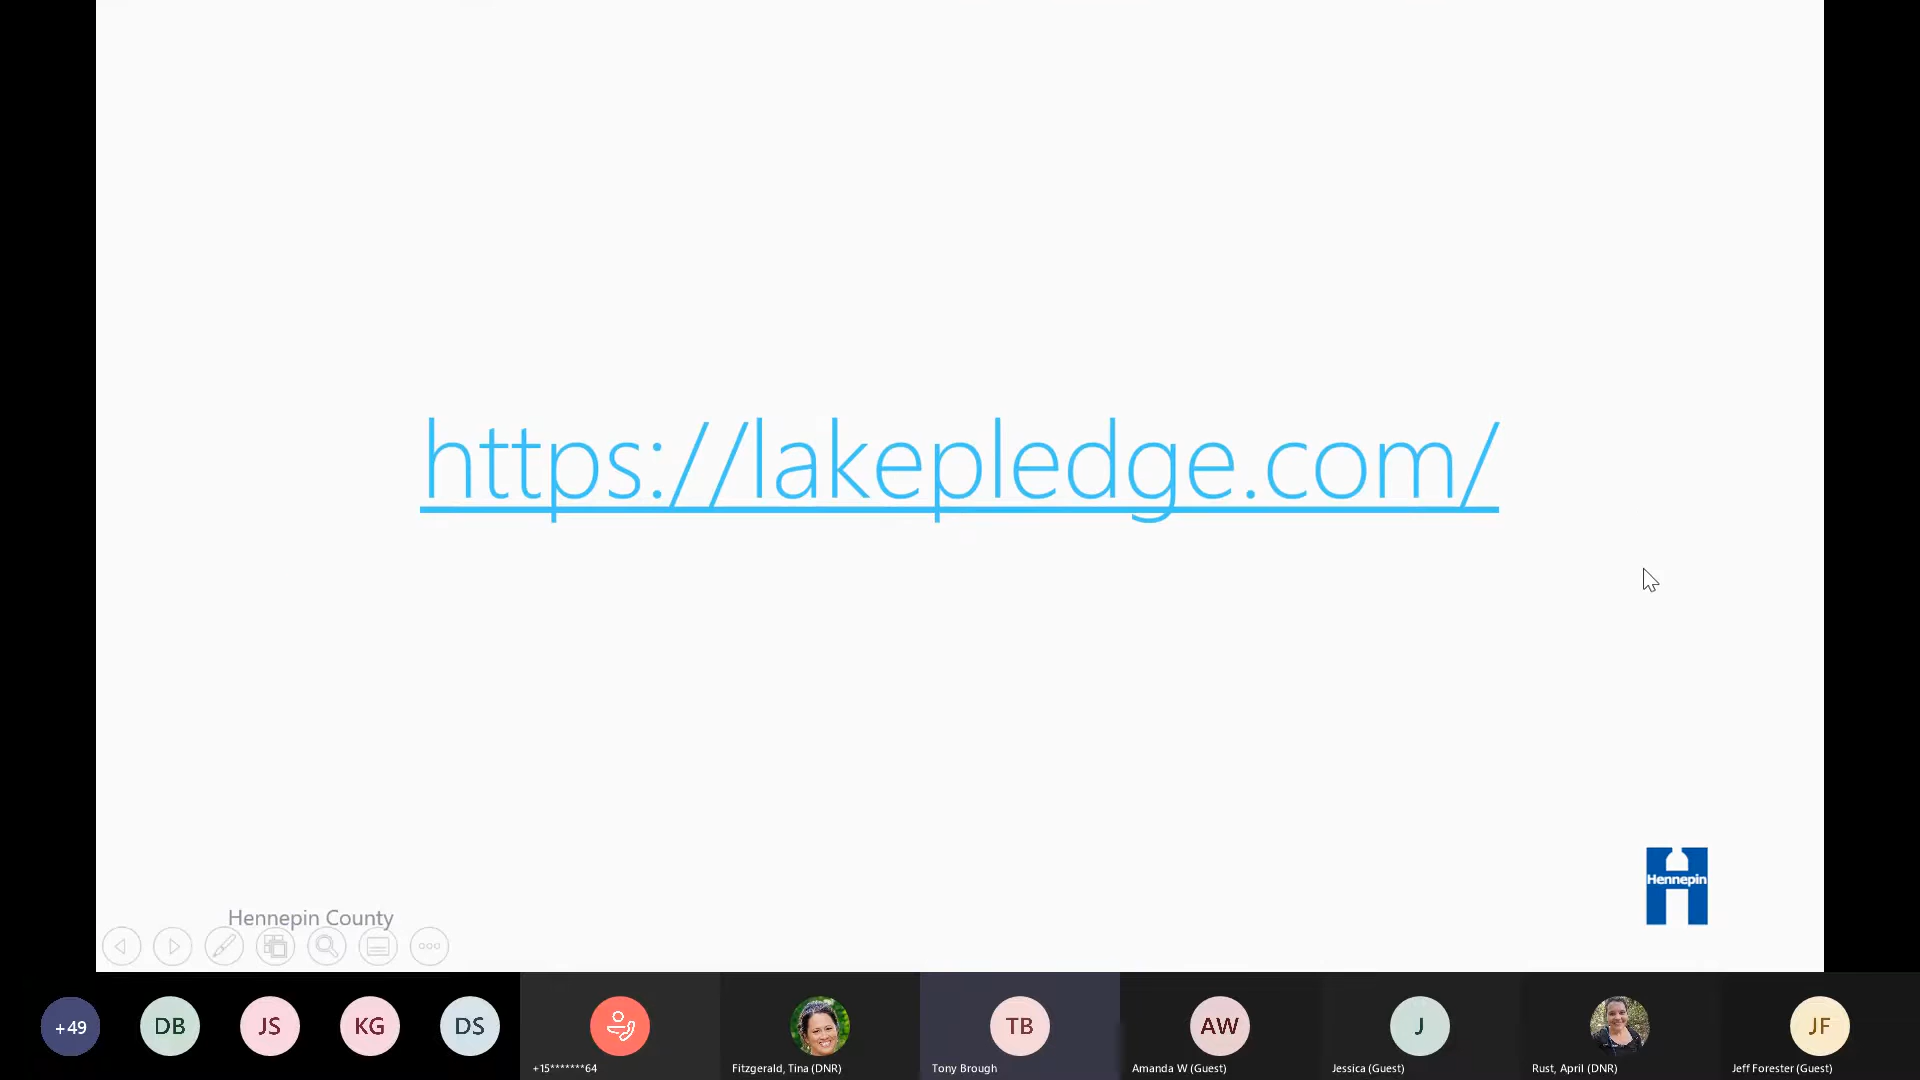 https://lakepledge.com/
Hennepin
Hennepin County
+49
DB
JS
KG
DS
TB
AW
J
JF
+15*******64
Fitzgerald, Tina (DNR)
Tony Brough
Amanda W (Guest)
Jessica (Guest)
Rust, April (DNR)
Jeff Forester (Guest)